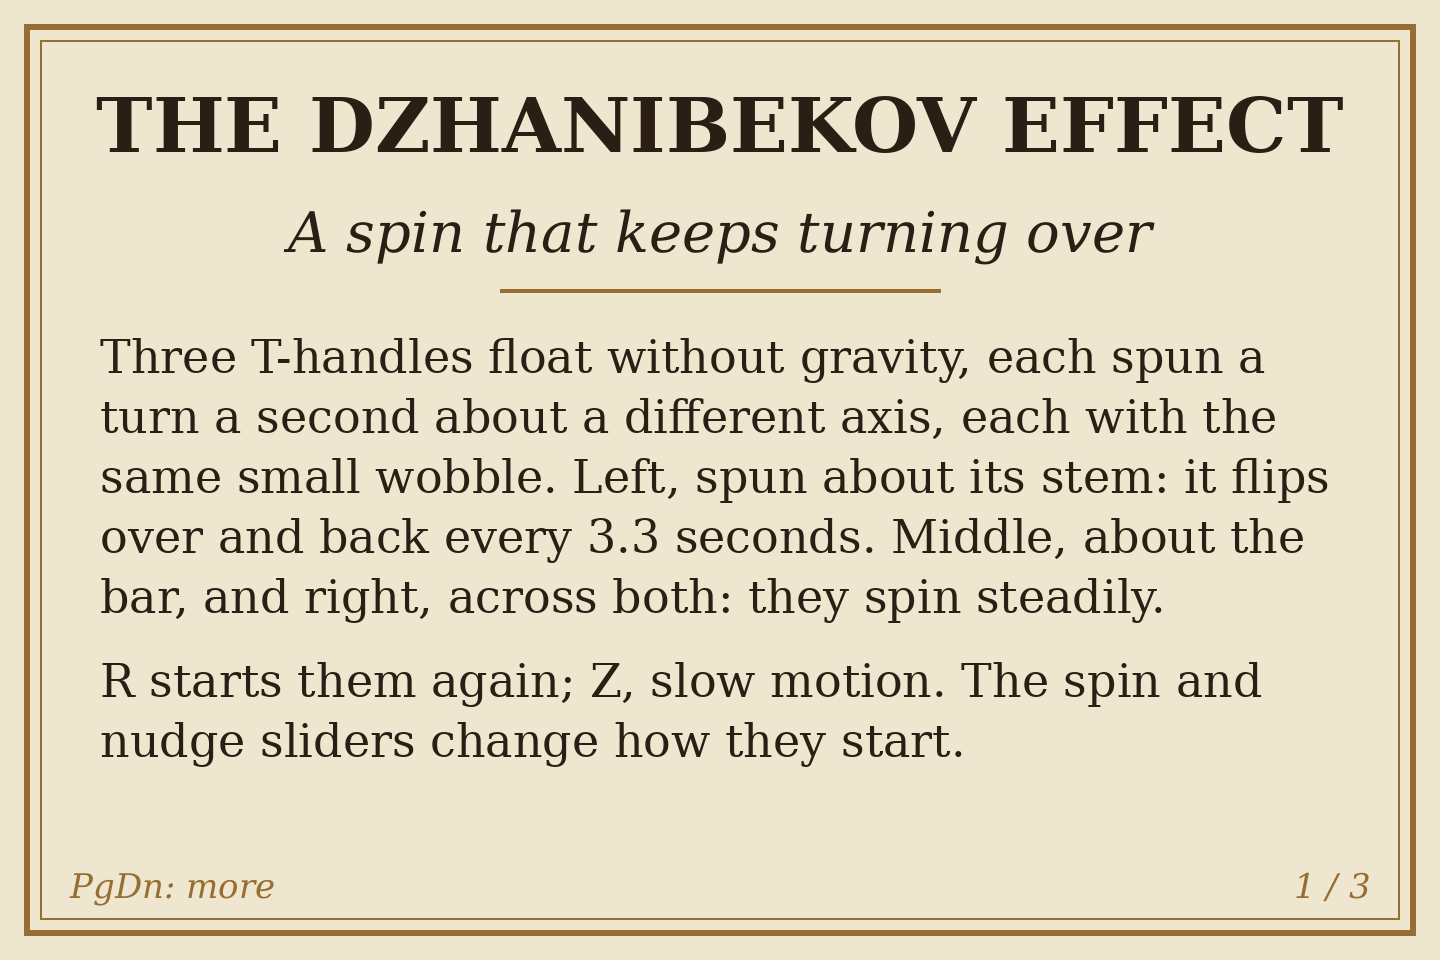 THE DZHANIBEKOV EFFECT
A spin that keeps turning over
Three T-handles float without gravity, each spun a
turn a second about a different axis, each with the
same small wobble. Left, spun about its stem: it flips
over and back every 3.3 seconds. Middle, about the
bar, and right, across both: they spin steadily.
R starts them again; Z, slow motion. The spin and
nudge sliders change how they start.
PgDn: more
1 / 3